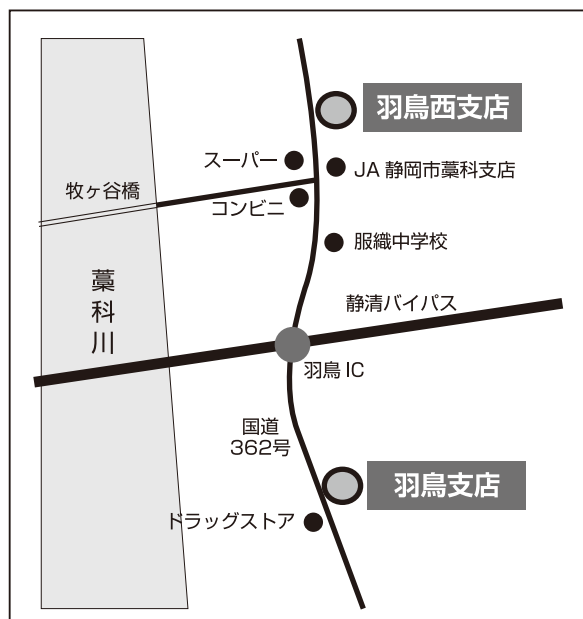 羽鳥西支店
スーパー
JA 静岡市藁科支店
牧ヶ谷橋
コンビニ
服織中学校
藁科川
静清バイパス
羽鳥 IC
国道
362号
羽鳥支店
ドラッグストア